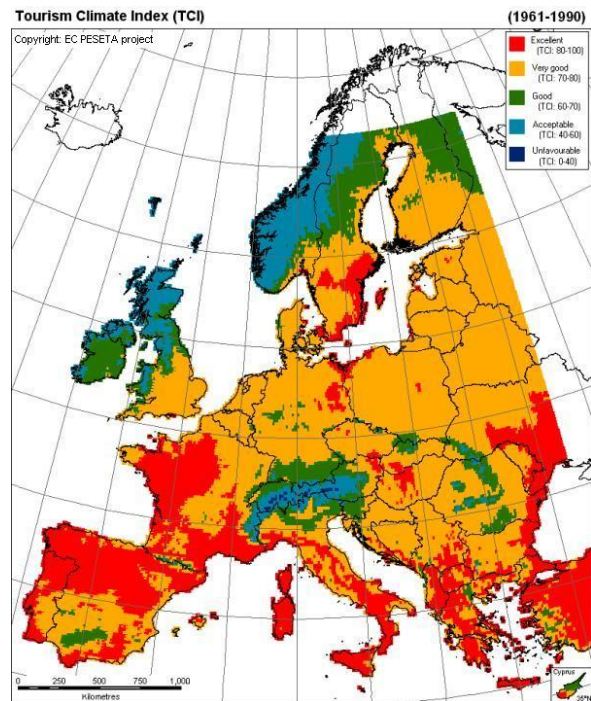 Tourism Climate Index (TCI) (1961-1990)
Copyright: EC PESETA project
Excellent
(TCI: 80-100)
Very good
(TCI: 70-80)
Good
(TCI: 60-70)
Acceptable
(TCI: 40-60)
Unfavourable
(TCI: 0-40)
0 250 500 750 1,000
Kilometres
Cyprus
35°N